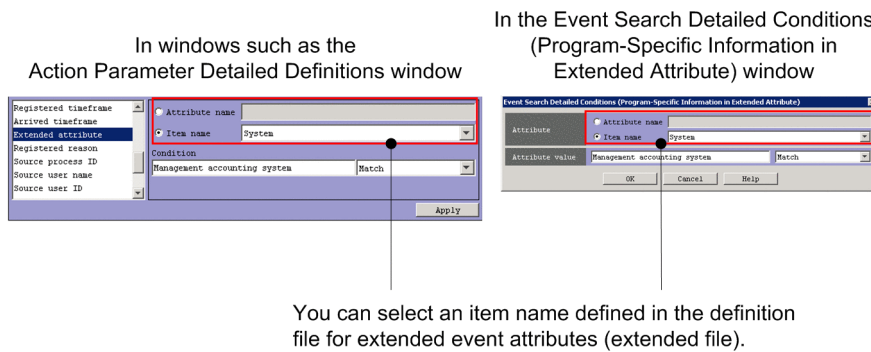 In windows such as the
Action Parameter Detailed Definitions window
In the Event Search Detailed Conditions
(Program-Specific Information in
Extended Attribute) window
Registered timeframe
Arrived timeframe
Extended attribute
Registered reason
Source process ID
Source user name
Source user ID
Attribute name
Item name System
Condition
Management accounting system Match
Apply
Event Search Detailed Conditions (Program-Specific Information in Extended Attribute)
Attribute
Attribute name
Item name System
Attribute value Management accounting system Match
OK Cancel Help
You can select an item name defined in the definition
file for extended event attributes (extended file).